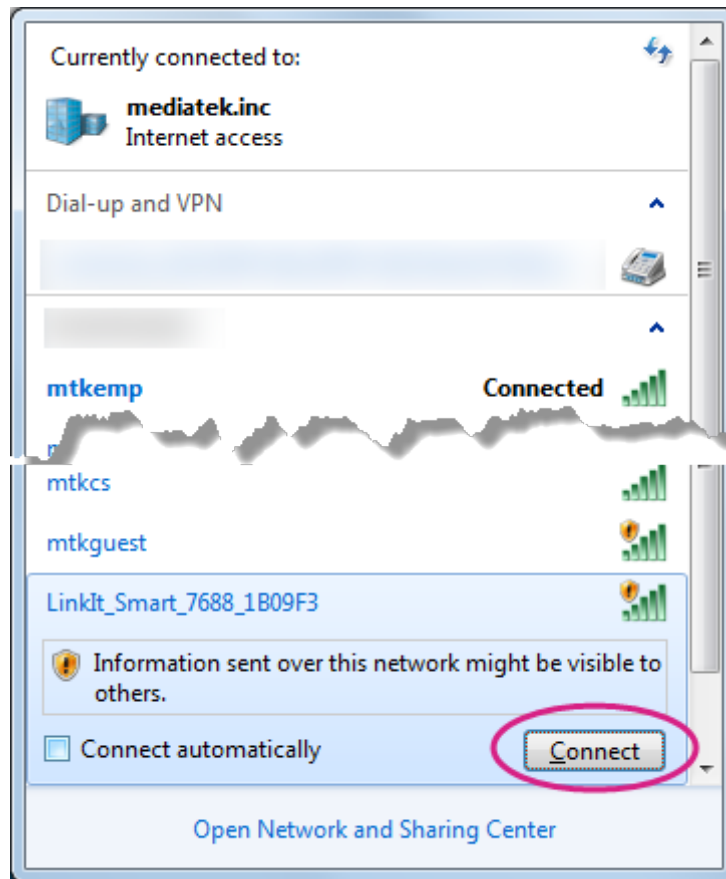 Currently connected to:
mediatek.inc
Internet access
Dial-up and VPN
mtkemp Connected
mtkcs
mtkguest
LinkIt_Smart_7688_1B09F3
Information sent over this network might be visible to
others.
Connect automatically Connect
Open Network and Sharing Center